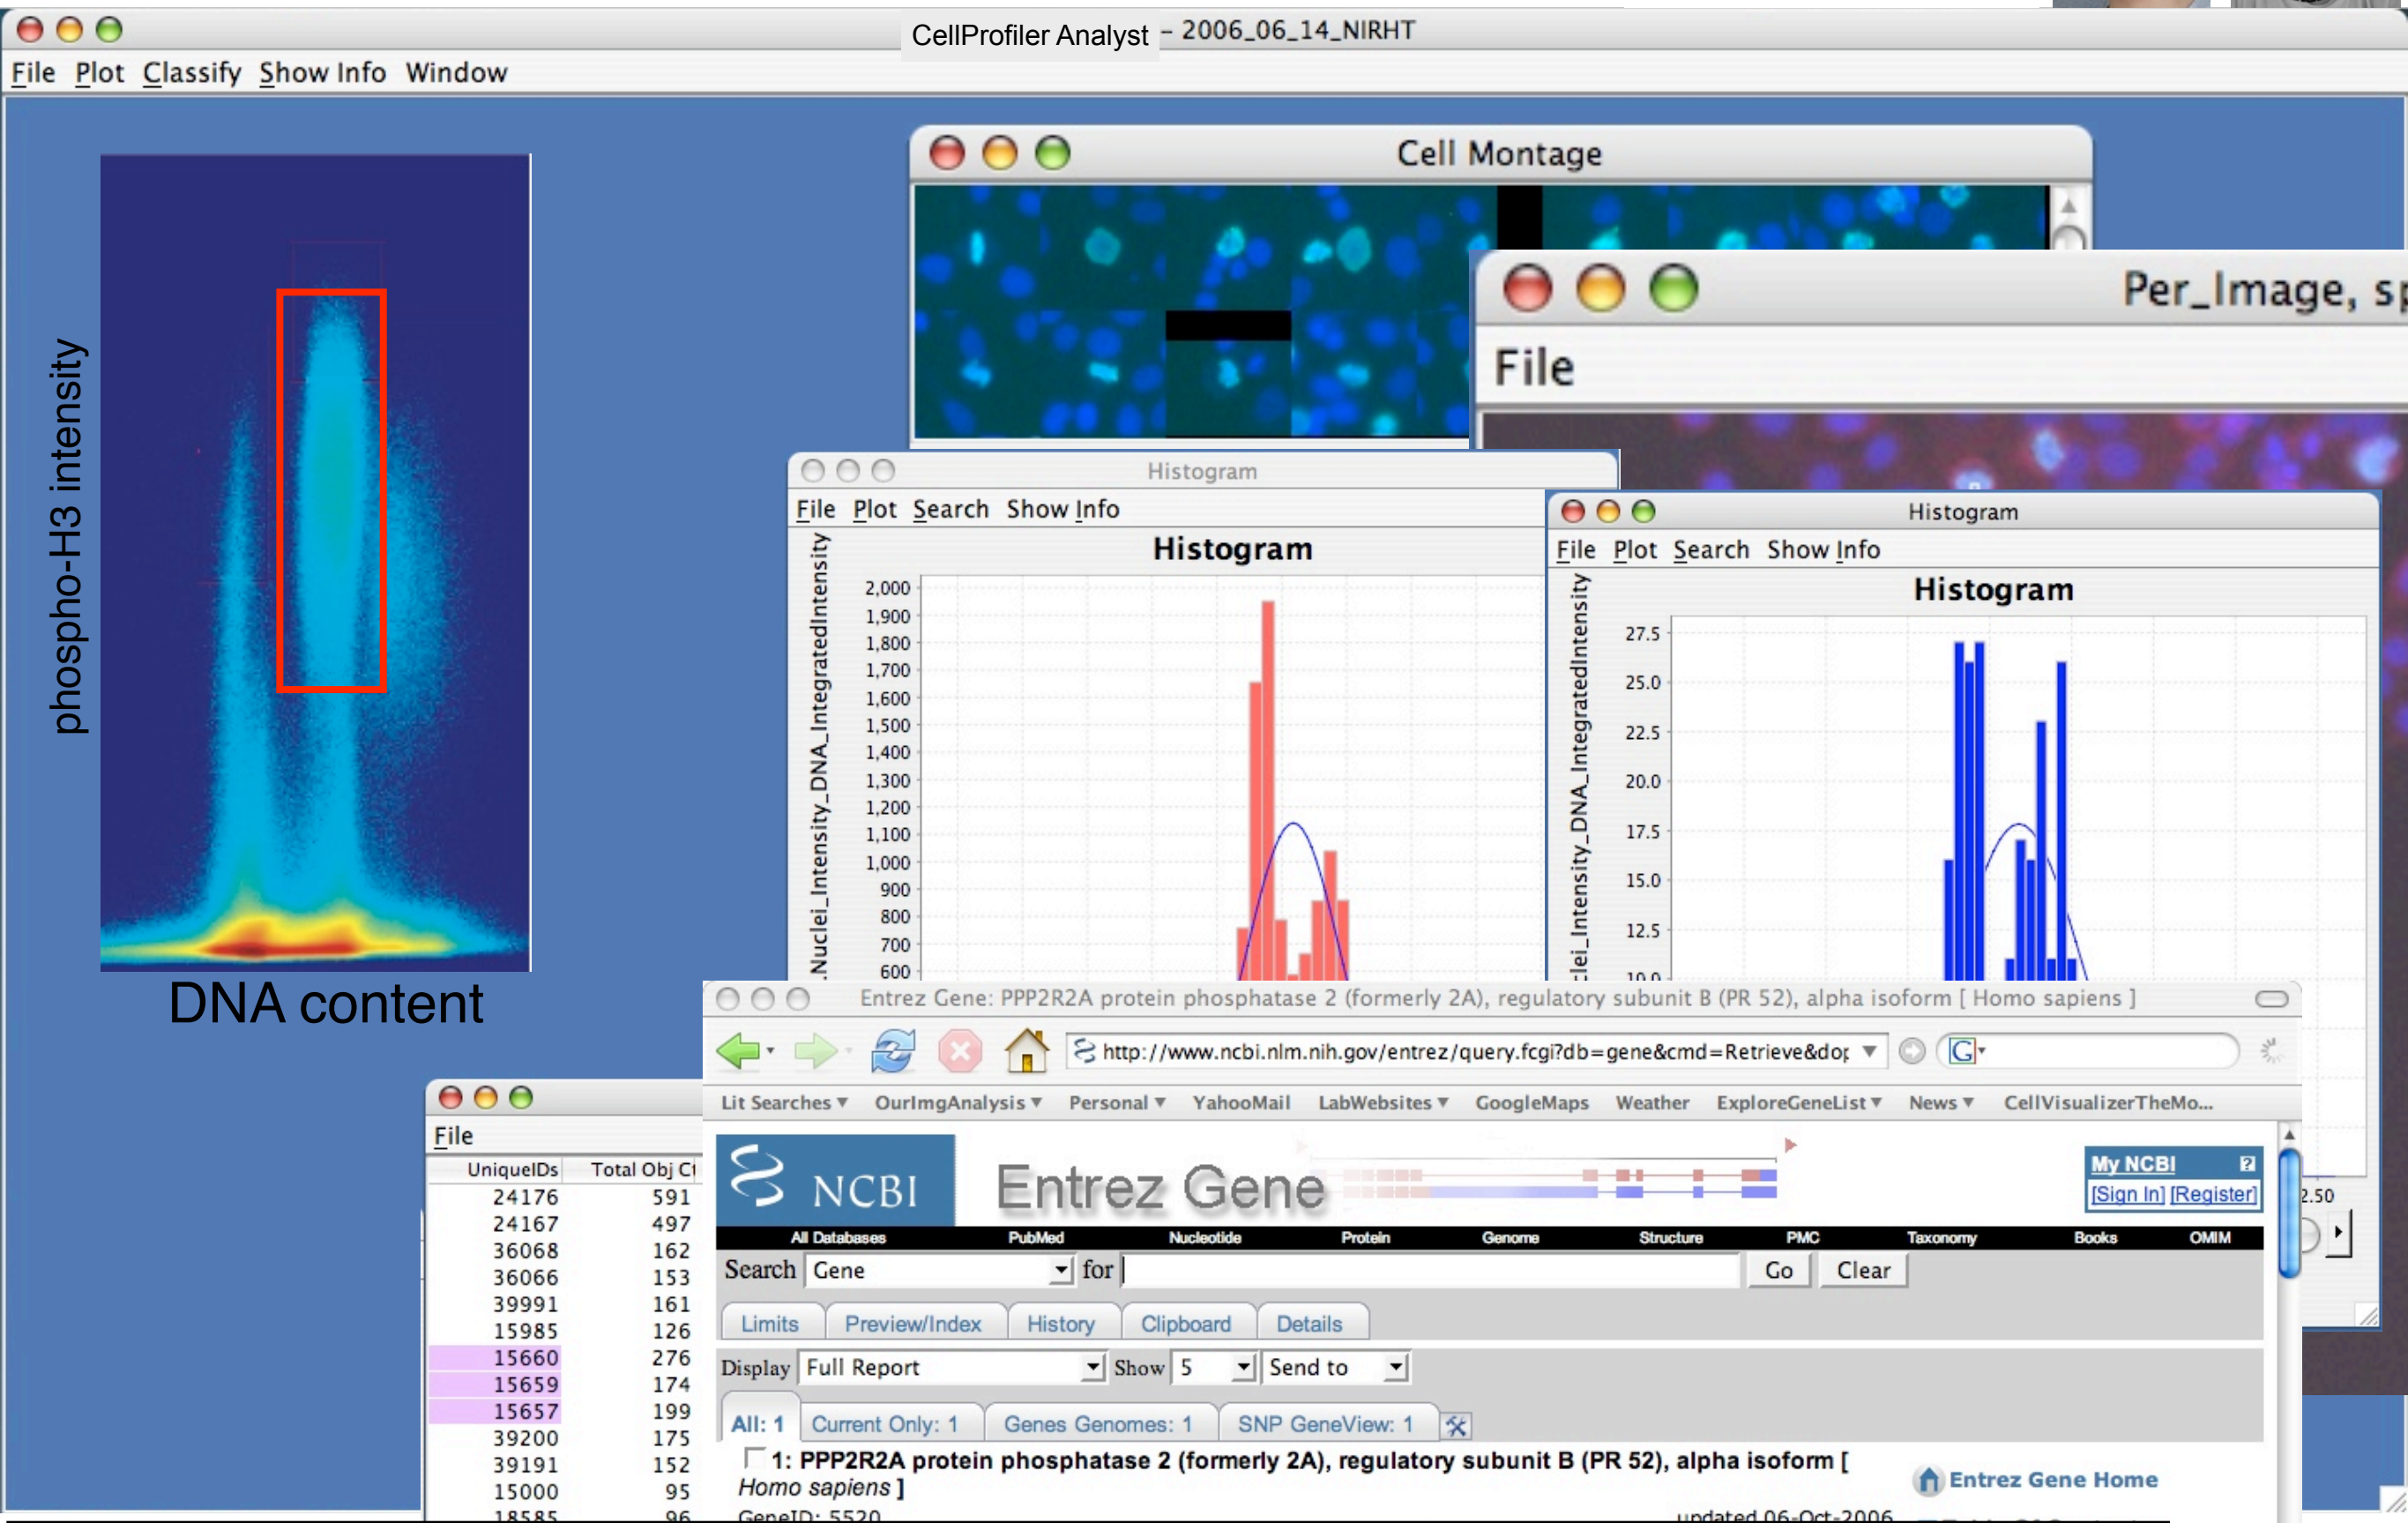 CellProfiler Analyst – 2006_06_14_NIRHT
File Plot Classify Show Info Window
phospho-H3 intensity
DNA content
Cell Montage
Per_Image,
File
Histogram
File Plot Search Show Info
Histogram
.Nuclei_Intensity_DNA_IntegratedIntensity
2,000
1,900
1,800
1,700
1,600
1,500
1,400
1,300
1,200
1,100
1,000
900
800
700
600
Histogram
File Plot Search Show Info
Histogram
clei_Intensity_DNA_IntegratedIntensity
27.5
25.0
22.5
20.0
17.5
15.0
12.5
10.0
2.50
Entrez Gene: PPP2R2A protein phosphatase 2 (formerly 2A), regulatory subunit B (PR 52), alpha isoform [ Homo sapiens ]
http://www.ncbi.nlm.nih.gov/entrez/query.fcgi?db=gene&cmd=Retrieve&dop
G
Lit Searches OurImgAnalysis Personal YahooMail LabWebsites GoogleMaps Weather ExploreGeneList News CellVisualizerTheMo...
NCBI Entrez Gene
My NCBI ?
[Sign In] [Register]
All Databases PubMed Nucleotide Protein Genome Structure PMC Taxonomy Books OMIM
Search Gene for Go Clear
Limits Preview/Index History Clipboard Details
Display Full Report Show 5 Send to
All: 1 Current Only: 1 Genes Genomes: 1 SNP GeneView: 1
1: PPP2R2A protein phosphatase 2 (formerly 2A), regulatory subunit B (PR 52), alpha isoform [
Homo sapiens ]
Entrez Gene Home
GeneID: 5520 updated 06-Oct-2006
File
UniqueIDs Total Obj
24176 591
24167 497
36068 162
36066 153
39991 161
15985 126
15660 276
15659 174
15657 199
39200 175
39191 152
15000 95
18585 96